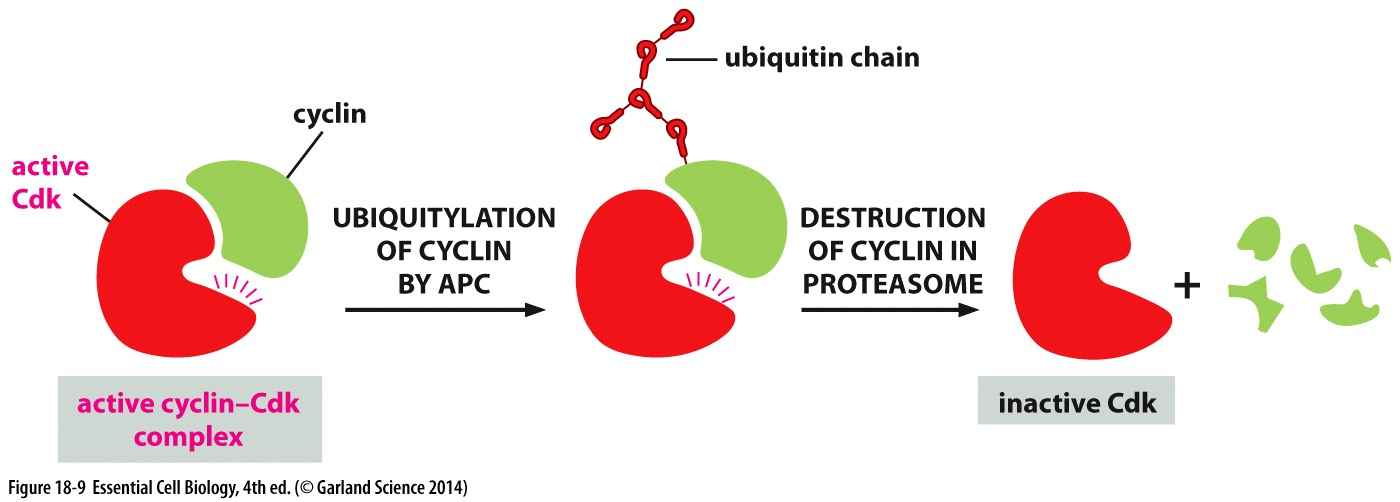 ubiquitin chain
cyclin
active
Cdk
UBIQUITYLATION
OF CYCLIN
BY APC
DESTRUCTION
OF CYCLIN IN
PROTEASOME
+
active cyclin–Cdk
complex
inactive Cdk
Figure 18-9 Essential Cell Biology, 4th ed. (© Garland Science 2014)